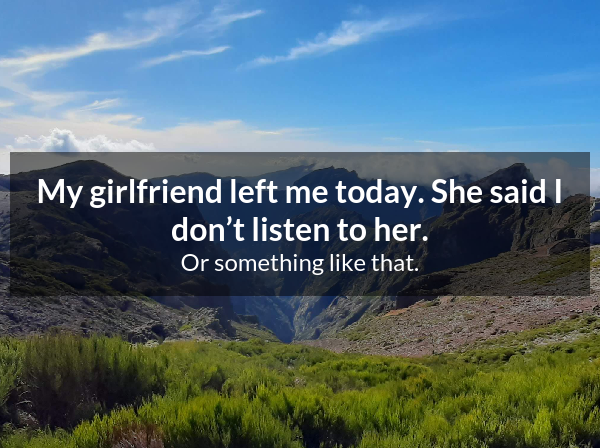 My girlfriend left me today. She said I
don’t listen to her.
Or something like that.